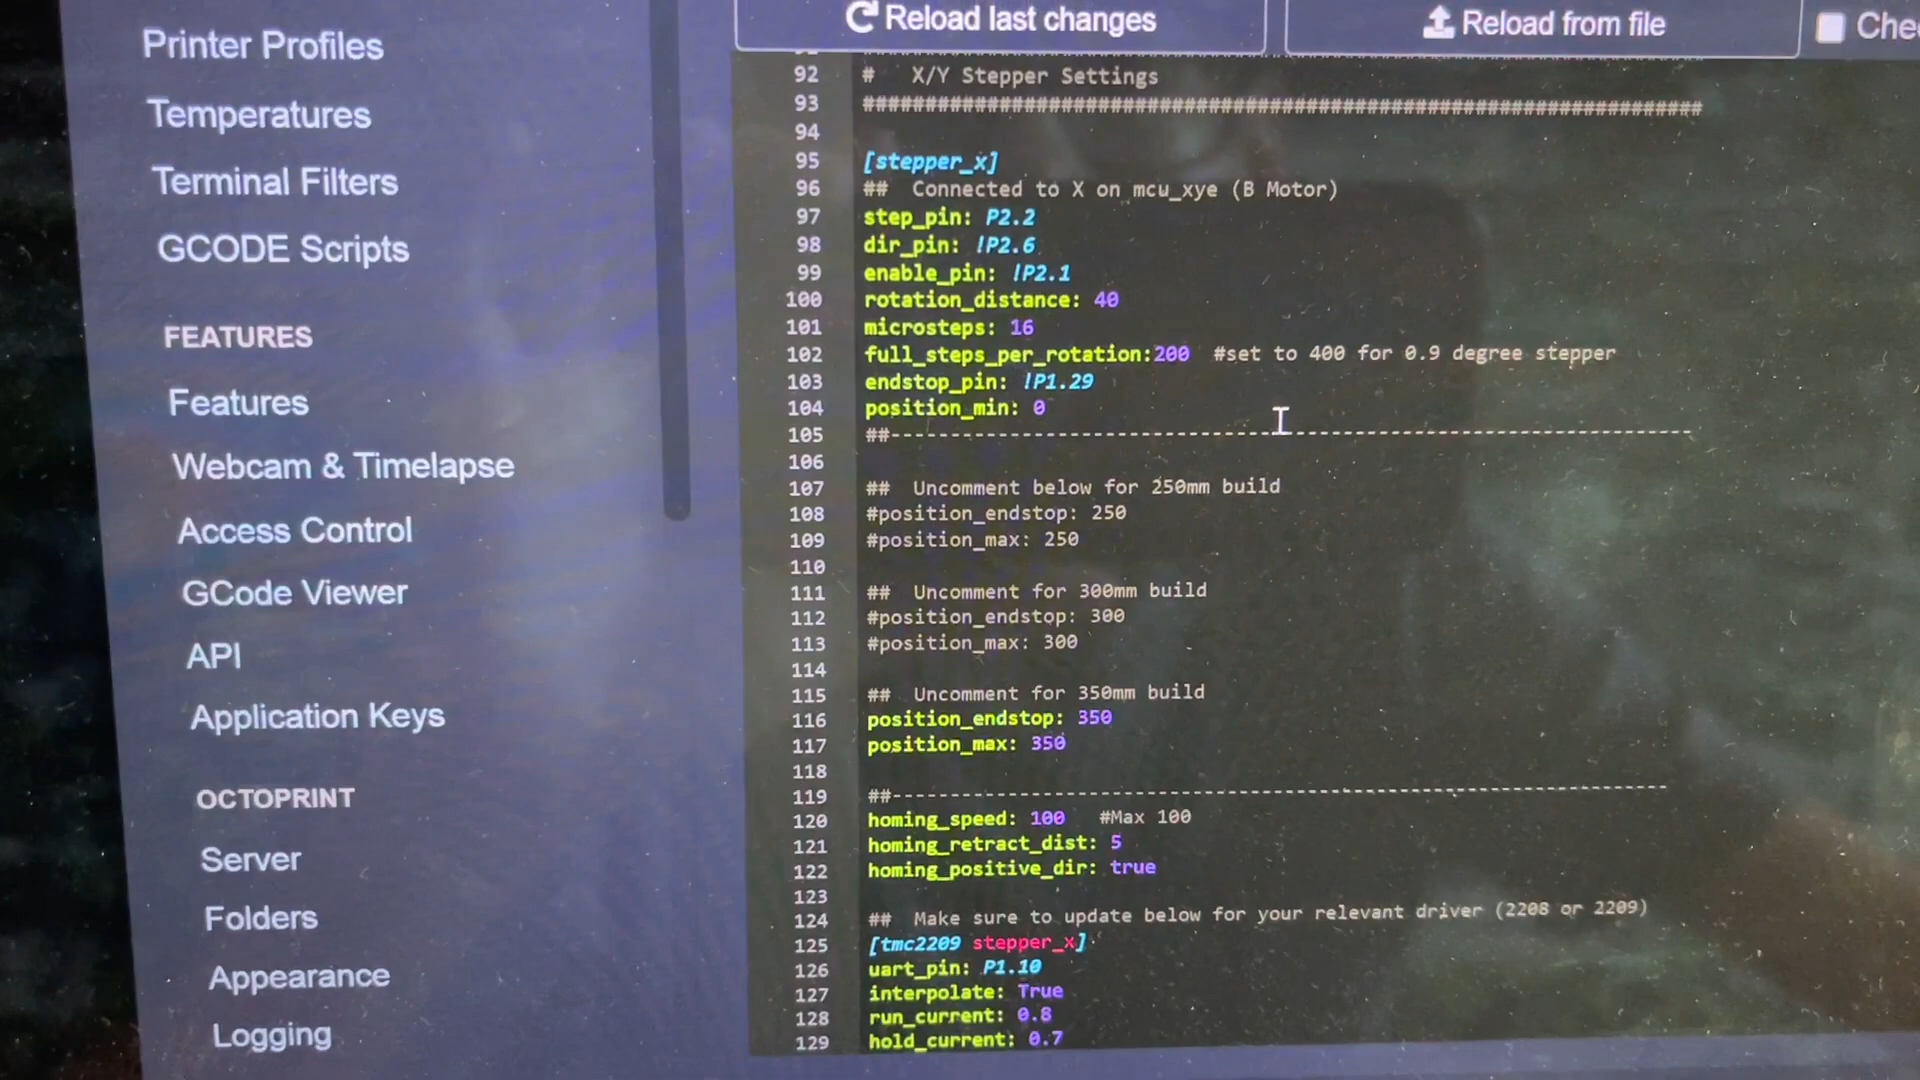 Printer Profiles
Temperatures
Terminal Filters
GCODE Scripts
FEATURES
Features
Webcam & Timelapse
Access Control
GCode Viewer
API
Application Keys
OCTOPRINT
Server
Folders
Appearance
Logging
Reload last changes
Reload from file
92 # X/Y Stepper Settings
93 ####################################################################
94
95 [stepper_x]
96 ## Connected to X on mcu_xye (B Motor)
97 step_pin: P2.2
98 dir_pin: !P2.6
99 enable_pin: !P2.1
100 rotation_distance: 40
101 microsteps: 16
102 full_steps_per_rotation:200 #set to 400 for 0.9 degree stepper
103 endstop_pin: !P1.29
104 position_min: 0
105 ##--------------------------------------------------------------------
106
107 ## Uncomment below for 250mm build
108 #position_endstop: 250
109 #position_max: 250
110
111 ## Uncomment for 300mm build
112 #position_endstop: 300
113 #position_max: 300
114
115 ## Uncomment for 350mm build
116 position_endstop: 350
117 position_max: 350
118
119 ##--------------------------------------------------------------------
120 homing_speed: 100 #Max 100
121 homing_retract_dist: 5
122 homing_positive_dir: true
123
124 ## Make sure to update below for your relevant driver (2208 or 2209)
125 [tmc2209 stepper_x]
126 uart_pin: P1.10
127 interpolate: True
128 run_current: 0.8
129 hold_current: 0.7